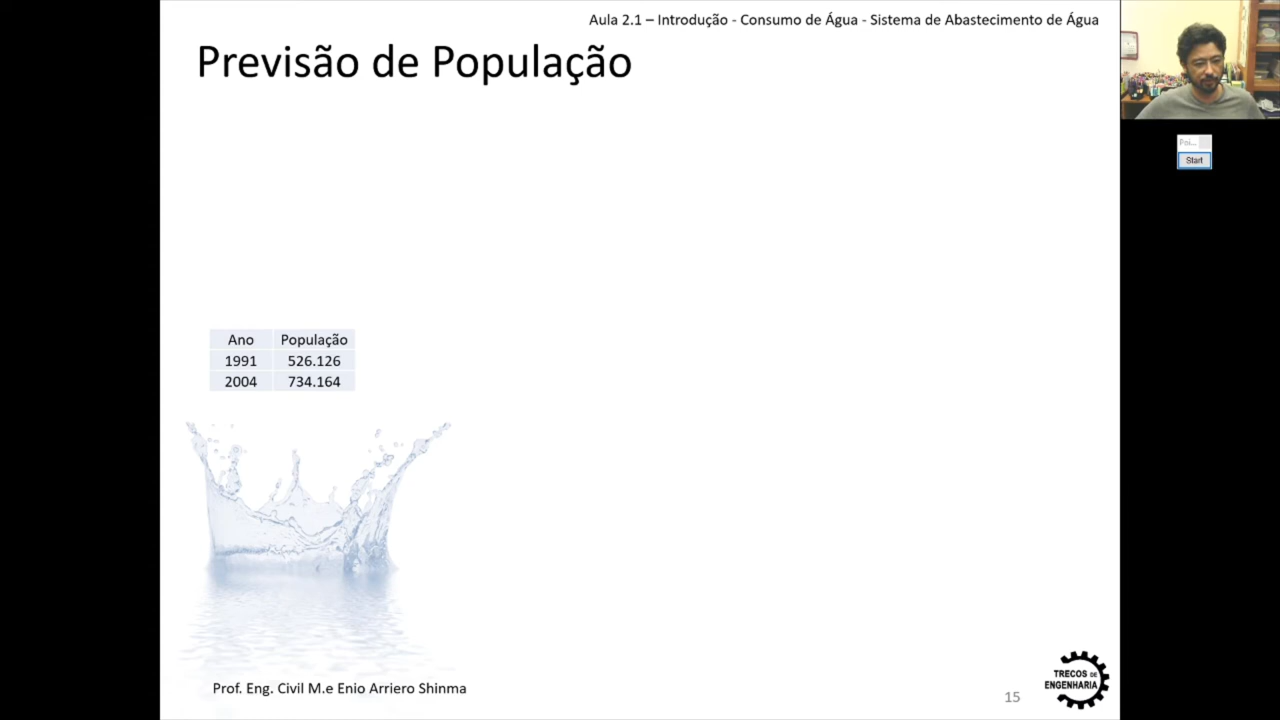 Aula 2.1 – Introdução - Consumo de Água - Sistema de Abastecimento de Água
Previsão de População
Poi...
Start
Ano População
1991 526.126
2004 734.164
Prof. Eng. Civil M.e Enio Arriero Shinma
15
TRECOS DE
ENGENHARIA